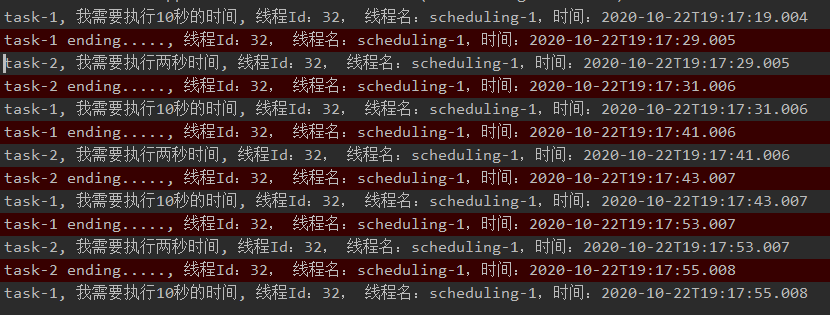 task-1, 我需要执行10秒的时间, 线程Id: 32,  线程名: scheduling-1, 时间: 2020-10-22T19:17:19.004
task-1 ending....., 线程Id: 32,  线程名: scheduling-1, 时间: 2020-10-22T19:17:29.005
task-2, 我需要执行两秒时间, 线程Id: 32,  线程名: scheduling-1, 时间: 2020-10-22T19:17:29.005
task-2 ending....., 线程Id: 32,  线程名: scheduling-1, 时间: 2020-10-22T19:17:31.006
task-1, 我需要执行10秒的时间, 线程Id: 32,  线程名: scheduling-1, 时间: 2020-10-22T19:17:31.006
task-1 ending....., 线程Id: 32,  线程名: scheduling-1, 时间: 2020-10-22T19:17:41.006
task-2, 我需要执行两秒时间, 线程Id: 32,  线程名: scheduling-1, 时间: 2020-10-22T19:17:41.006
task-2 ending....., 线程Id: 32,  线程名: scheduling-1, 时间: 2020-10-22T19:17:43.007
task-1, 我需要执行10秒的时间, 线程Id: 32,  线程名: scheduling-1, 时间: 2020-10-22T19:17:43.007
task-1 ending....., 线程Id: 32,  线程名: scheduling-1, 时间: 2020-10-22T19:17:53.007
task-2, 我需要执行两秒时间, 线程Id: 32,  线程名: scheduling-1, 时间: 2020-10-22T19:17:53.007
task-2 ending....., 线程Id: 32,  线程名: scheduling-1, 时间: 2020-10-22T19:17:55.008
task-1, 我需要执行10秒的时间, 线程Id: 32,  线程名: scheduling-1, 时间: 2020-10-22T19:17:55.008